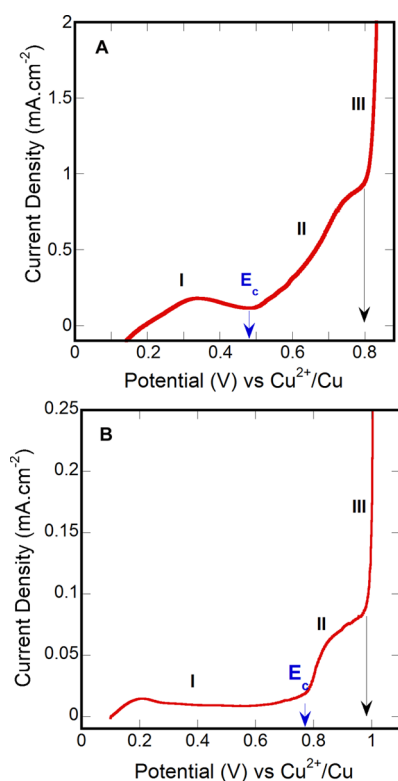 A
2
1.5
1
0.5
0
Current Density (mA.cm⁻²)
I
E_c
II
III
0 0.2 0.4 0.6 0.8
Potential (V) vs Cu²⁺/Cu
B
0.25
0.2
0.15
0.1
0.05
0
Current Density (mA.cm⁻²)
I
E_c
II
III
0 0.2 0.4 0.6 0.8 1
Potential (V) vs Cu²⁺/Cu